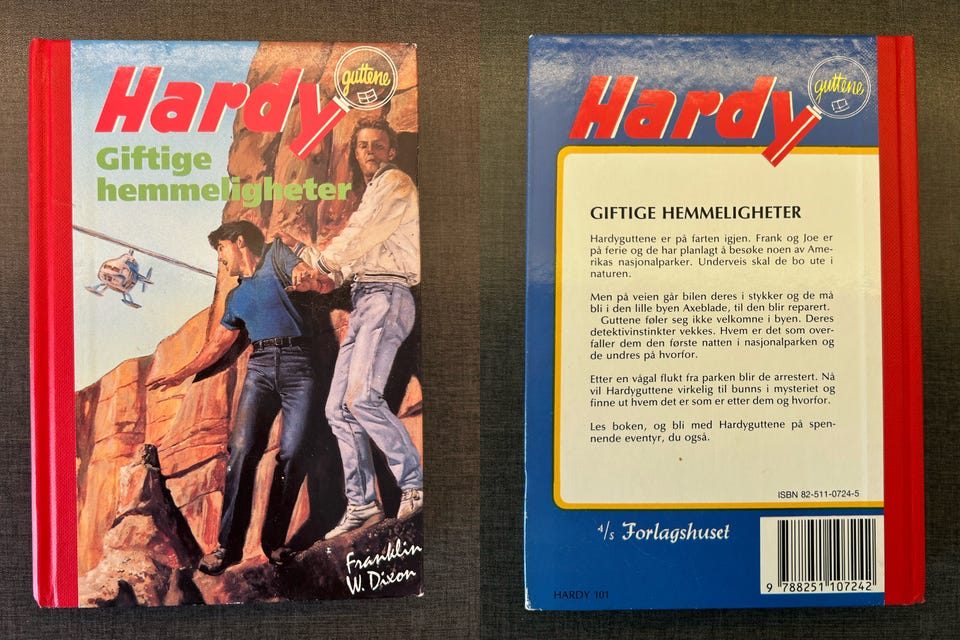 Hardy
guttene
Giftige
hemmeligheter
Franklin
W. Dixon
Hardy
guttene
GIFTIGE HEMMELIGHETER
Hardyguttene er på farten igjen. Frank og Joe er
på ferie og de har planlagt å besøke noen av Ame-
rikas nasjonalparker. Underveis skal de bo ute i
naturen.
Men på veien går bilen deres i stykker og de må
bli i den lille byen Axeblade, til den blir reparert.
Guttene føler seg ikke velkomne i byen. Deres
detektivinstinkter vekkes. Hvem er det som over-
faller dem den første natten i nasjonalparken og
de undres på hvorfor.
Etter en vågal flukt fra parken blir de arrestert. Nå
vil Hardyguttene virkelig til bunns i mysteriet og
finne ut hvem det er som er etter dem og hvorfor.
Les boken, og bli med Hardyguttene på spen-
nende eventyr, du også.
ISBN 82-511-0724-5
A/S Forlagshuset
9 788251 107242
HARDY 101